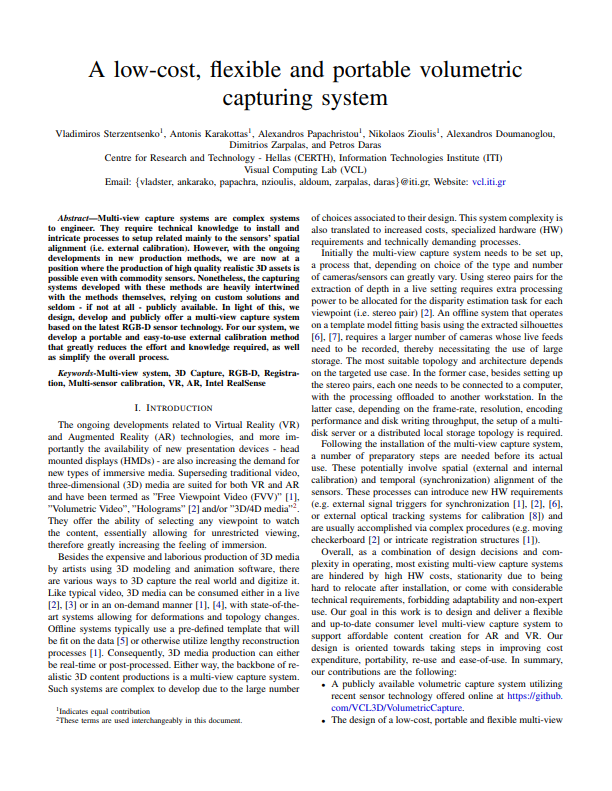 A low-cost, flexible and portable volumetric
capturing system
Vladimiros Sterzentsenko1, Antonis Karakottas1, Alexandros Papachristou1, Nikolaos Zioulis1, Alexandros Doumanoglou,
Dimitrios Zarpalas, and Petros Daras
Centre for Research and Technology - Hellas (CERTH), Information Technologies Institute (ITI)
Visual Computing Lab (VCL)
Email: {vladster, ankarako, papachra, nzioulis, aldoum, zarpalas, daras}@iti.gr, Website: vcl.iti.gr
Abstract—Multi-view capture systems are complex systems
to engineer. They require technical knowledge to install and
intricate processes to setup related mainly to the sensors' spatial
alignment (i.e. external calibration). However, with the ongoing
developments in new production methods, we are now at a
position where the production of high quality realistic 3D assets is
possible even with commodity sensors. Nonetheless, the capturing
systems developed with these methods are heavily intertwined
with the methods themselves, relying on custom solutions and
seldom - if not at all - publicly available. In light of this, we
design, develop and publicly offer a multi-view capture system
based on the latest RGB-D sensor technology. For our system, we
develop a portable and easy-to-use external calibration method
that greatly reduces the effort and knowledge required, as well
as simplify the overall process.
Keywords-Multi-view system, 3D Capture, RGB-D, Registra-
tion, Multi-sensor calibration, VR, AR, Intel RealSense
I. INTRODUCTION
The ongoing developments related to Virtual Reality (VR)
and Augmented Reality (AR) technologies, and more im-
portantly the availability of new presentation devices - head
mounted displays (HMDs) - are also increasing the demand for
new types of immersive media. Superseding traditional video,
three-dimensional (3D) media are suited for both VR and AR
and have been termed as "Free Viewpoint Video (FVV)" [1],
"Volumetric Video", "Holograms" [2] and/or "3D/4D media"2.
They offer the ability of selecting any viewpoint to watch
the content, essentially allowing for unrestricted viewing,
therefore greatly increasing the feeling of immersion.
Besides the expensive and laborious production of 3D media
by artists using 3D modeling and animation software, there
are various ways to 3D capture the real world and digitize it.
Like typical video, 3D media can be consumed either in a live
[2], [3] or in an on-demand manner [1], [4], with state-of-the-
art systems allowing for deformations and topology changes.
Offline systems typically use a pre-defined template that will
be fit on the data [5] or otherwise utilize lengthy reconstruction
processes [1]. Consequently, 3D media production can either
be real-time or post-processed. Either way, the backbone of re-
alistic 3D content productions is a multi-view capture system.
Such systems are complex to develop due to the large number
1Indicates equal contribution
2These terms are used interchangeably in this document.
of choices associated to their design. This system complexity is
also translated to increased costs, specialized hardware (HW)
requirements and technically demanding processes.
Initially the multi-view capture system needs to be set up,
a process that, depending on choice of the type and number
of cameras/sensors can greatly vary. Using stereo pairs for the
extraction of depth in a live setting requires extra processing
power to be allocated for the disparity estimation task for each
viewpoint (i.e. stereo pair) [2]. An offline system that operates
on a template model fitting basis using the extracted silhouettes
[6], [7], requires a larger number of cameras whose live feeds
need to be recorded, thereby necessitating the use of large
storage. The most suitable topology and architecture depends
on the targeted use case. In the former case, besides setting up
the stereo pairs, each one needs to be connected to a computer,
with the processing offloaded to another workstation. In the
latter case, depending on the frame-rate, resolution, encoding
performance and disk writing throughput, the setup of a multi-
disk server or a distributed local storage topology is required.
Following the installation of the multi-view capture system,
a number of preparatory steps are needed before its actual
use. These potentially involve spatial (external and internal
calibration) and temporal (synchronization) alignment of the
sensors. These processes can introduce new HW requirements
(e.g. external signal triggers for synchronization [1], [2], [6],
or external optical tracking systems for calibration [8]) and
are usually accomplished via complex procedures (e.g. moving
checkerboard [2] or intricate registration structures [1]).
Overall, as a combination of design decisions and com-
plexity in operating, most existing multi-view capture systems
are hindered by high HW costs, stationarity due to being
hard to relocate after installation, or come with considerable
technical requirements, forbidding adaptability and non-expert
use. Our goal in this work is to design and deliver a flexible
and up-to-date consumer level multi-view capture system to
support affordable content creation for AR and VR. Our
design is oriented towards taking steps in improving cost
expenditure, portability, re-use and ease-of-use. In summary,
our contributions are the following:
• A publicly available volumetric capture system utilizing
recent sensor technology offered online at https://github.
com/VCL3D/VolumetricCapture.
• The design of a low-cost, portable and flexible multi-view